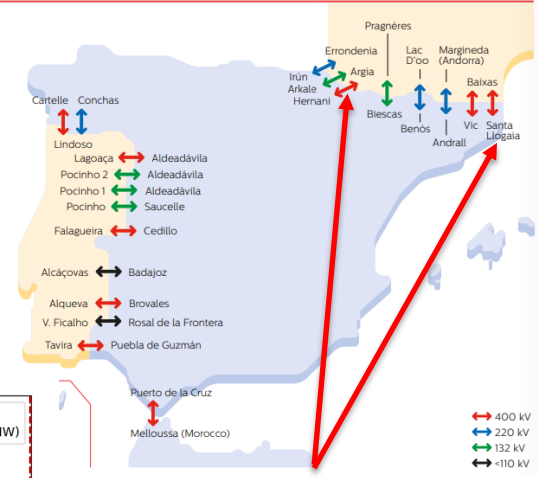 Pragnères
Errondenia
Lac
D'oo
Margineda
(Andorra)
Irún
Arkale
Hernani
Argia
Baixas
Biescas
Benós
Andrall
Vic
Santa
Llogaia
Cartelle
Conchas
Lindoso
Lagoaça
Aldeadávila
Pocinho 2
Aldeadávila
Pocinho 1
Aldeadávila
Pocinho
Saucelle
Falagueira
Cedillo
Alcáçovas
Badajoz
Alqueva
Brovales
V. Ficalho
Rosal de la Frontera
Tavira
Puebla de Guzmán
Puerto de la Cruz
Melloussa (Morocco)
400 kV
220 kV
132 kV
<110 kV